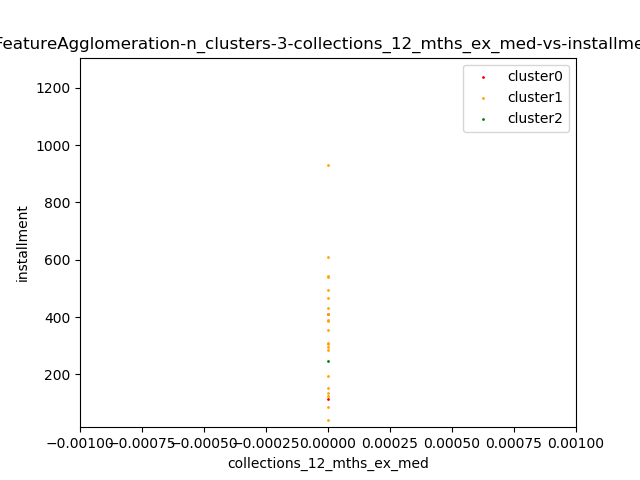 FeatureAgglomeration-n_clusters-3-collections_12_mths_ex_med-vs-installme
cluster0
cluster1
cluster2
1200
1000
800
600
400
200
installment
−0.00100 −0.00075 −0.00050 −0.00025 0.00000 0.00025 0.00050 0.00075 0.00100
collections_12_mths_ex_med